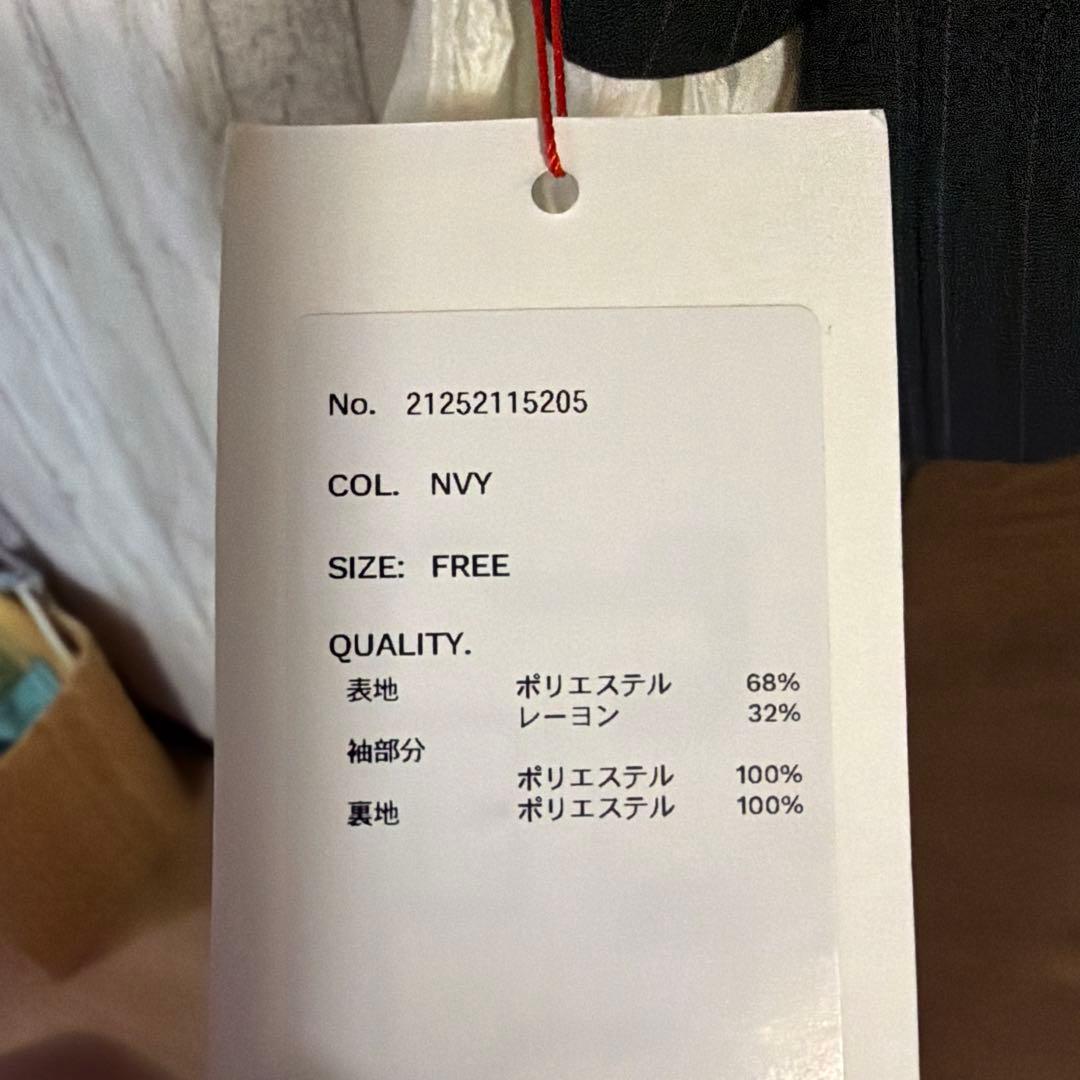 No. 21252115205
COL. NVY
SIZE: FREE
QUALITY.
表地 ポリエステル 68%
レーヨン 32%
袖部分
ポリエステル 100%
裏地 ポリエステル 100%